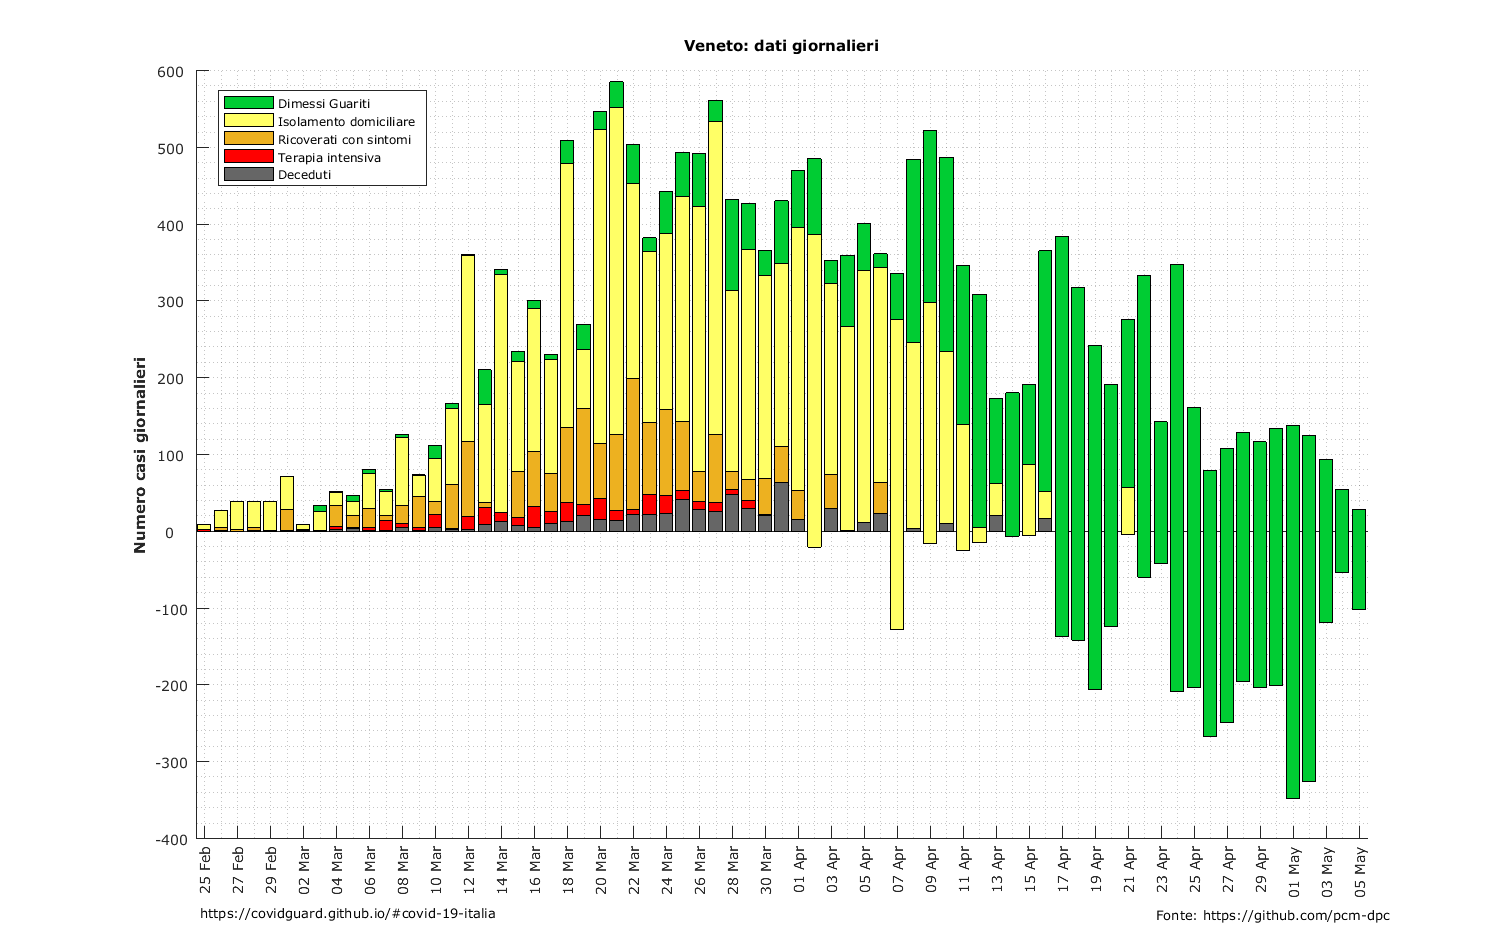 Veneto: dati giornalieri
Dimessi Guariti
Isolamento domiciliare
Ricoverati con sintomi
Terapia intensiva
Deceduti
Numero casi giornalieri
600
500
400
300
200
100
0
-100
-200
-300
-400
25 Feb
27 Feb
29 Feb
02 Mar
04 Mar
06 Mar
08 Mar
10 Mar
12 Mar
14 Mar
16 Mar
18 Mar
20 Mar
22 Mar
24 Mar
26 Mar
28 Mar
30 Mar
01 Apr
03 Apr
05 Apr
07 Apr
09 Apr
11 Apr
13 Apr
15 Apr
17 Apr
19 Apr
21 Apr
23 Apr
25 Apr
27 Apr
29 Apr
01 May
03 May
05 May
https://covidguard.github.io/#covid-19-italia
Fonte: https://github.com/pcm-dpc